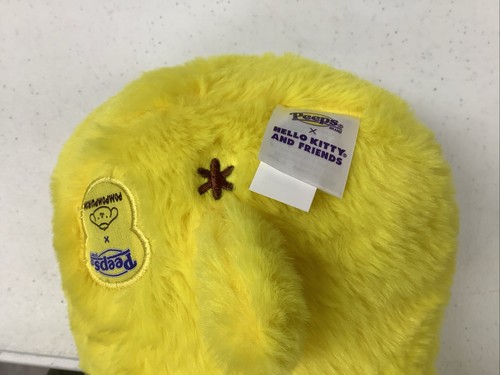 Peeps®
×
HELLO KITTY®
AND FRIENDS
POMPOMPURIN
×
Peeps®